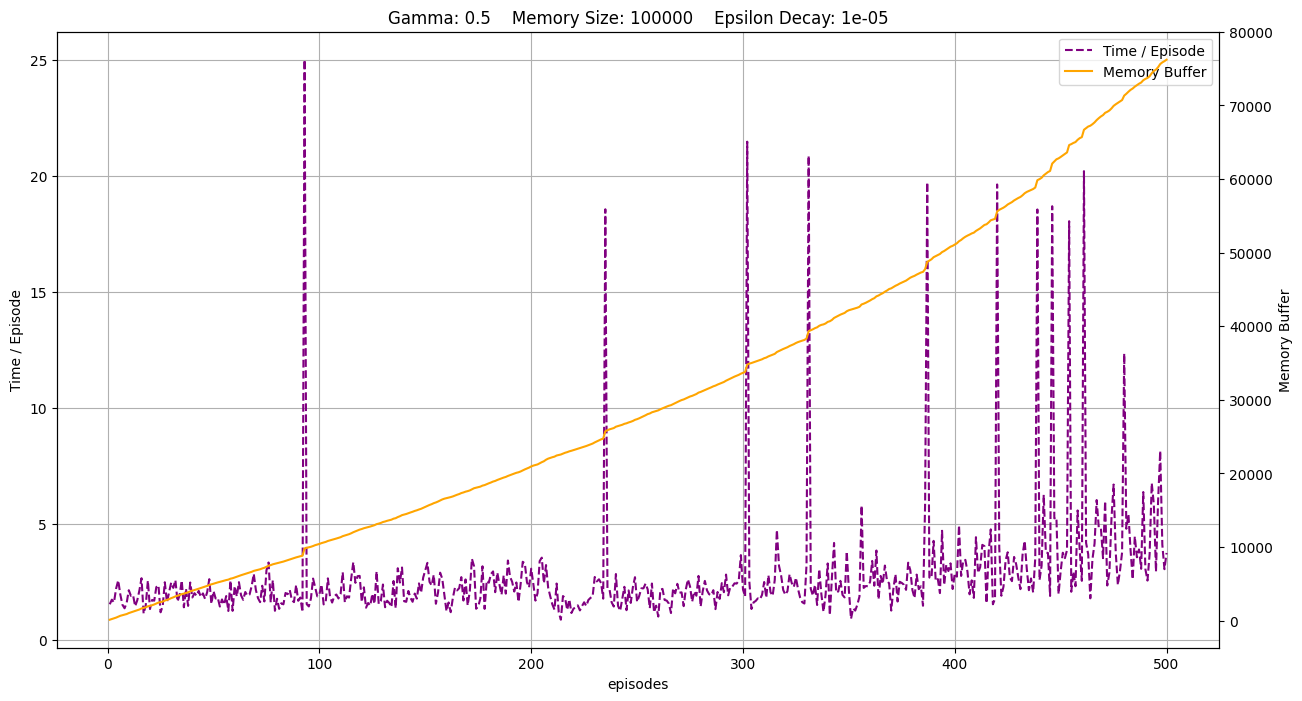 Gamma: 0.5    Memory Size: 100000    Epsilon Decay: 1e-05
Time / Episode
Memory Buffer
25
20
15
10
5
0
Time / Episode
80000
70000
60000
50000
40000
30000
20000
10000
0
Memory Buffer
0 100 200 300 400 500
episodes